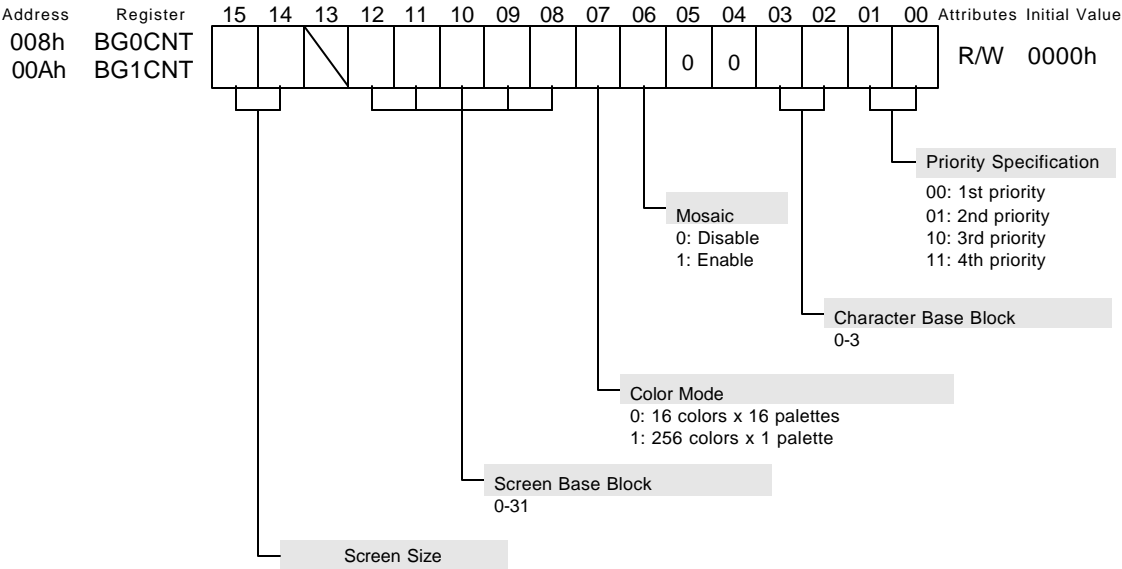 Address Register 15 14 13 12 11 10 09 08 07 06 05 04 03 02 01 00 Attributes Initial Value
008h BG0CNT
00Ah BG1CNT
0 0
R/W 0000h
Priority Specification
00: 1st priority
01: 2nd priority
10: 3rd priority
11: 4th priority
Mosaic
0: Disable
1: Enable
Character Base Block
0-3
Color Mode
0: 16 colors x 16 palettes
1: 256 colors x 1 palette
Screen Base Block
0-31
Screen Size